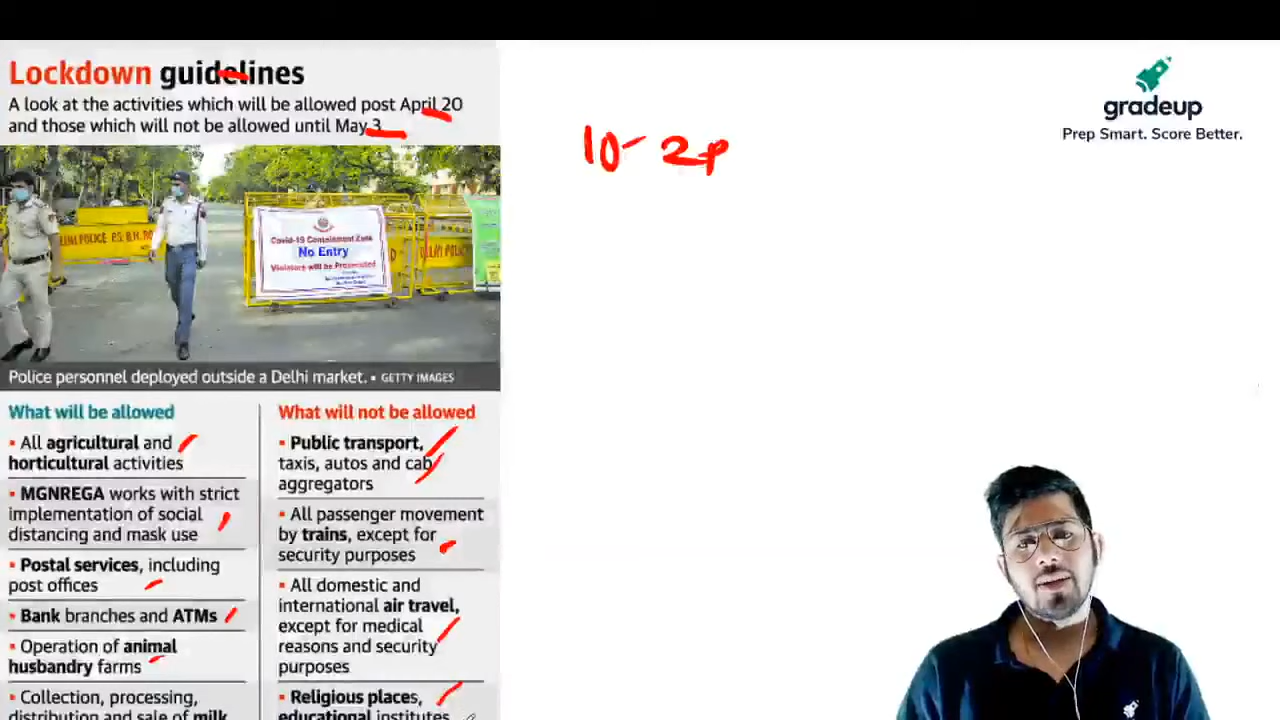 Lockdown guidelines
A look at the activities which will be allowed post April 20
and those which will not be allowed until May 3
Covid-19 Containment Zone
No Entry
Violators will be Prosecuted
DELHI POLICE P.S. B.H.
DELHI POLICE
Police personnel deployed outside a Delhi market. • GETTY IMAGES
What will be allowed
▪ All agricultural and
horticultural activities
▪ MGNREGA works with strict
implementation of social
distancing and mask use
▪ Postal services, including
post offices
▪ Bank branches and ATMs
▪ Operation of animal
husbandry farms
▪ Collection, processing,
distribution and sale of milk
What will not be allowed
▪ Public transport,
taxis, autos and cab
aggregators
▪ All passenger movement
by trains, except for
security purposes
▪ All domestic and
international air travel,
except for medical
reasons and security
purposes
▪ Religious places,
educational institutes
10- 2p
gradeup
Prep Smart. Score Better.